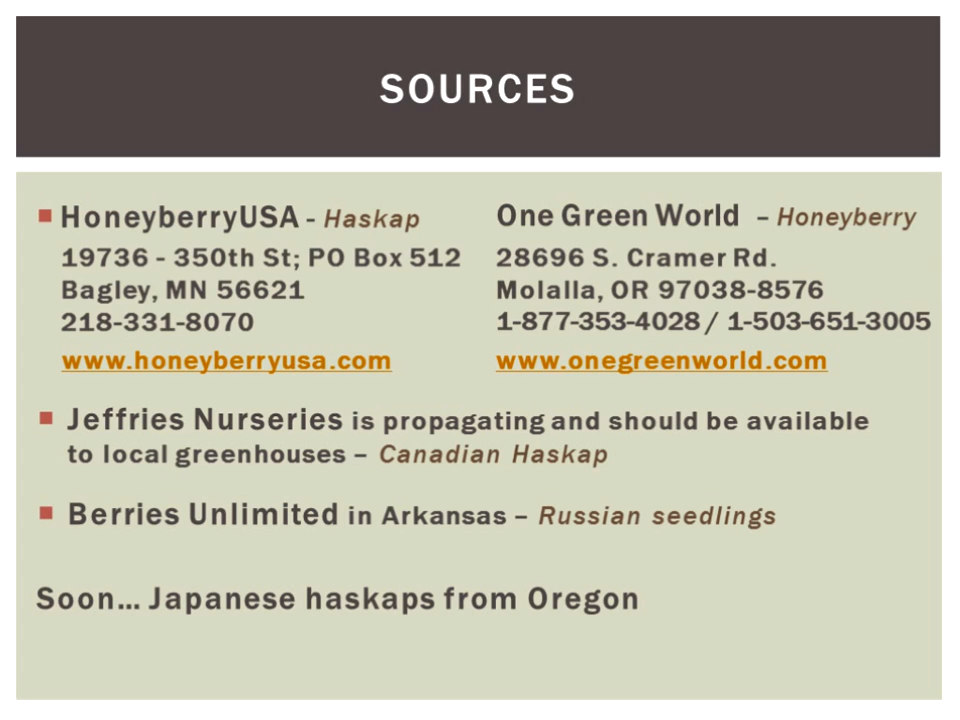 SOURCES
HoneyberryUSA - Haskap
19736 - 350th St; PO Box 512
Bagley, MN 56621
218-331-8070
www.honeyberryusa.com
One Green World – Honeyberry
28696 S. Cramer Rd.
Molalla, OR 97038-8576
1-877-353-4028 / 1-503-651-3005
www.onegreenworld.com
Jeffries Nurseries is propagating and should be available
to local greenhouses – Canadian Haskap
Berries Unlimited in Arkansas – Russian seedlings
Soon... Japanese haskaps from Oregon